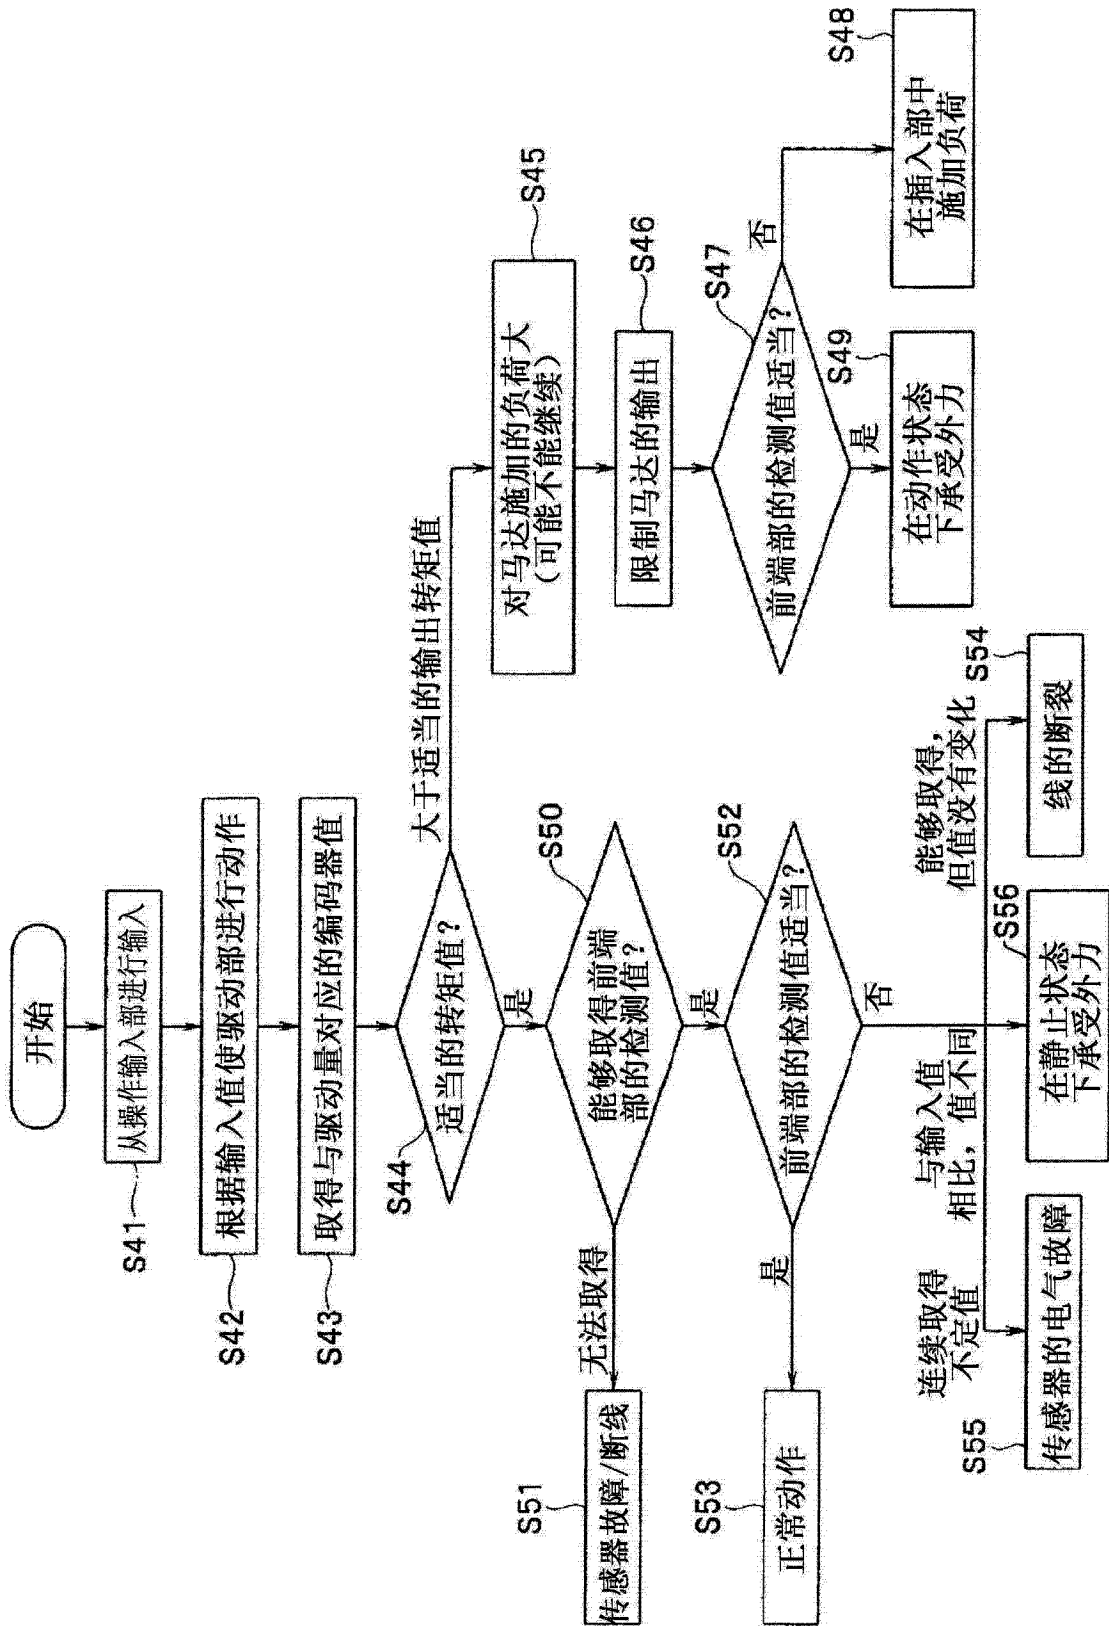 开始
从操作输入部进行输入
S41
根据输入值使驱动部进行动作
S42
取得与驱动量对应的编码器值
S43
适当的转矩值？
S44
大于适当的输出转矩值
是
对马达施加的负荷大
（可能不能继续）
S45
限制马达的输出
S46
前端部的检测值适当？
S47
否
是
在插入部中
施加负荷
S48
在动作状态
下承受外力
S49
能够取得前端
部的检测值？
S50
无法取得
是
传感器故障/断线
S51
前端部的检测值适当？
S52
是
否
正常动作
S53
连续取得
不定值
与输入值
相比，值不同
能够取得，
但值没有变化
传感器的电气故障
S55
在静止状态
下承受外力
S56
线的断裂
S54